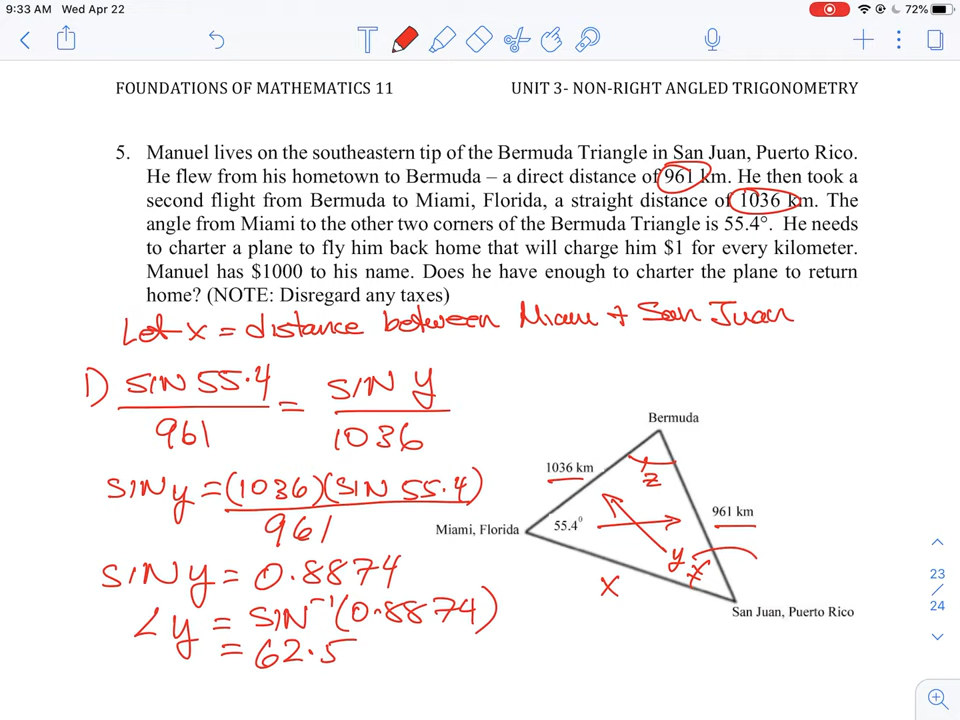 9:33 AM Wed Apr 22
72%
T
FOUNDATIONS OF MATHEMATICS 11
UNIT 3- NON-RIGHT ANGLED TRIGONOMETRY
5. Manuel lives on the southeastern tip of the Bermuda Triangle in San Juan, Puerto Rico.
He flew from his hometown to Bermuda – a direct distance of 961 km. He then took a
second flight from Bermuda to Miami, Florida, a straight distance of 1036 km. The
angle from Miami to the other two corners of the Bermuda Triangle is 55.4°. He needs
to charter a plane to fly him back home that will charge him $1 for every kilometer.
Manuel has $1000 to his name. Does he have enough to charter the plane to return
home? (NOTE: Disregard any taxes)
Let x = distance between Miami + San Juan
1) SIN 55.4 / 961 = SIN y / 1036
SIN y = (1036)(SIN 55.4) / 961
SIN y = 0.8874
∠y = SIN⁻¹(0.8874)
= 62.5
Bermuda
1036 km
z
961 km
Miami, Florida
55.4°
y
x
San Juan, Puerto Rico
23
/
24